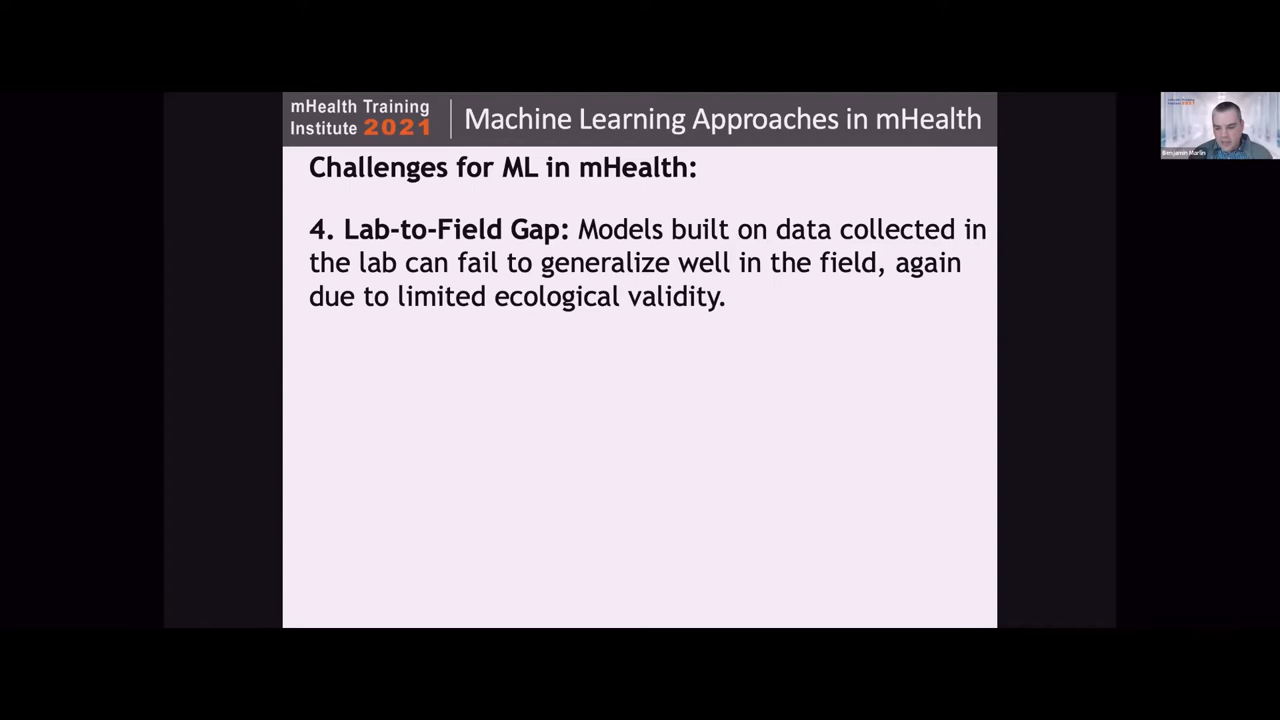 mHealth Training
Institute 2021
Machine Learning Approaches in mHealth
Challenges for ML in mHealth:
4. Lab-to-Field Gap: Models built on data collected in
the lab can fail to generalize well in the field, again
due to limited ecological validity.
Benjamin Marlin